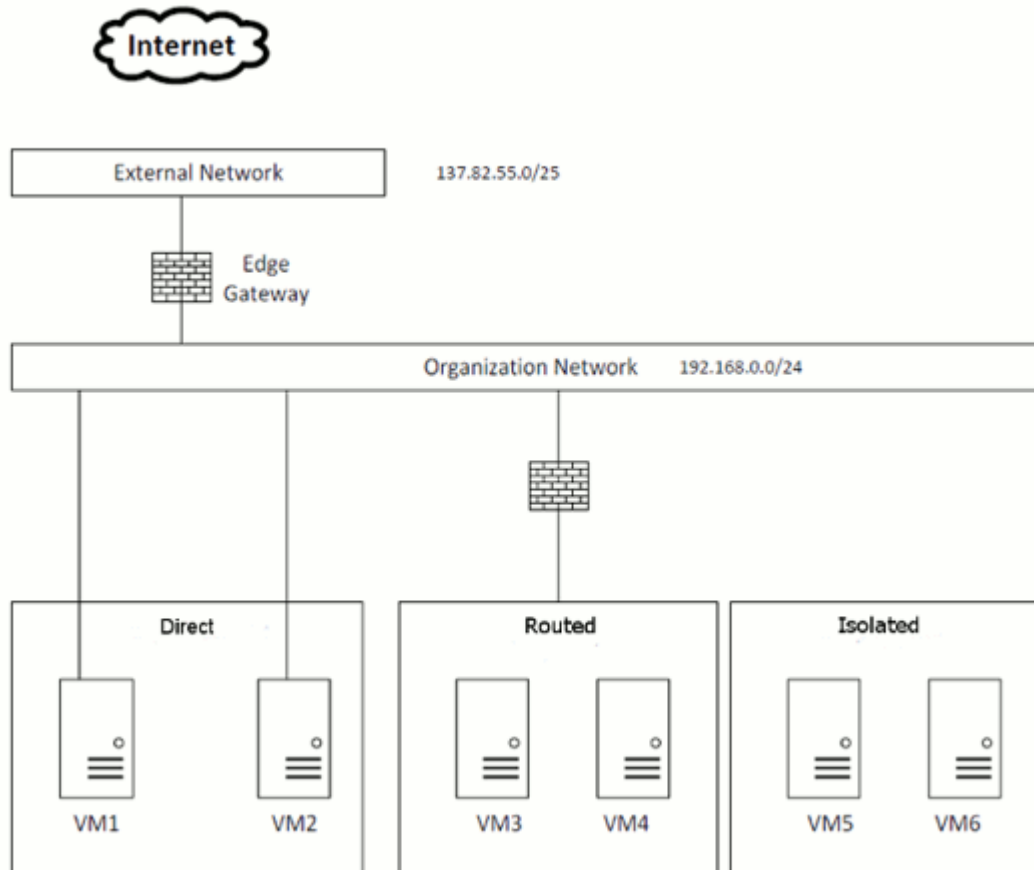 Internet
External Network
137.82.55.0/25
Edge
Gateway
Organization Network
192.168.0.0/24
Direct
Routed
Isolated
VM1
VM2
VM3
VM4
VM5
VM6